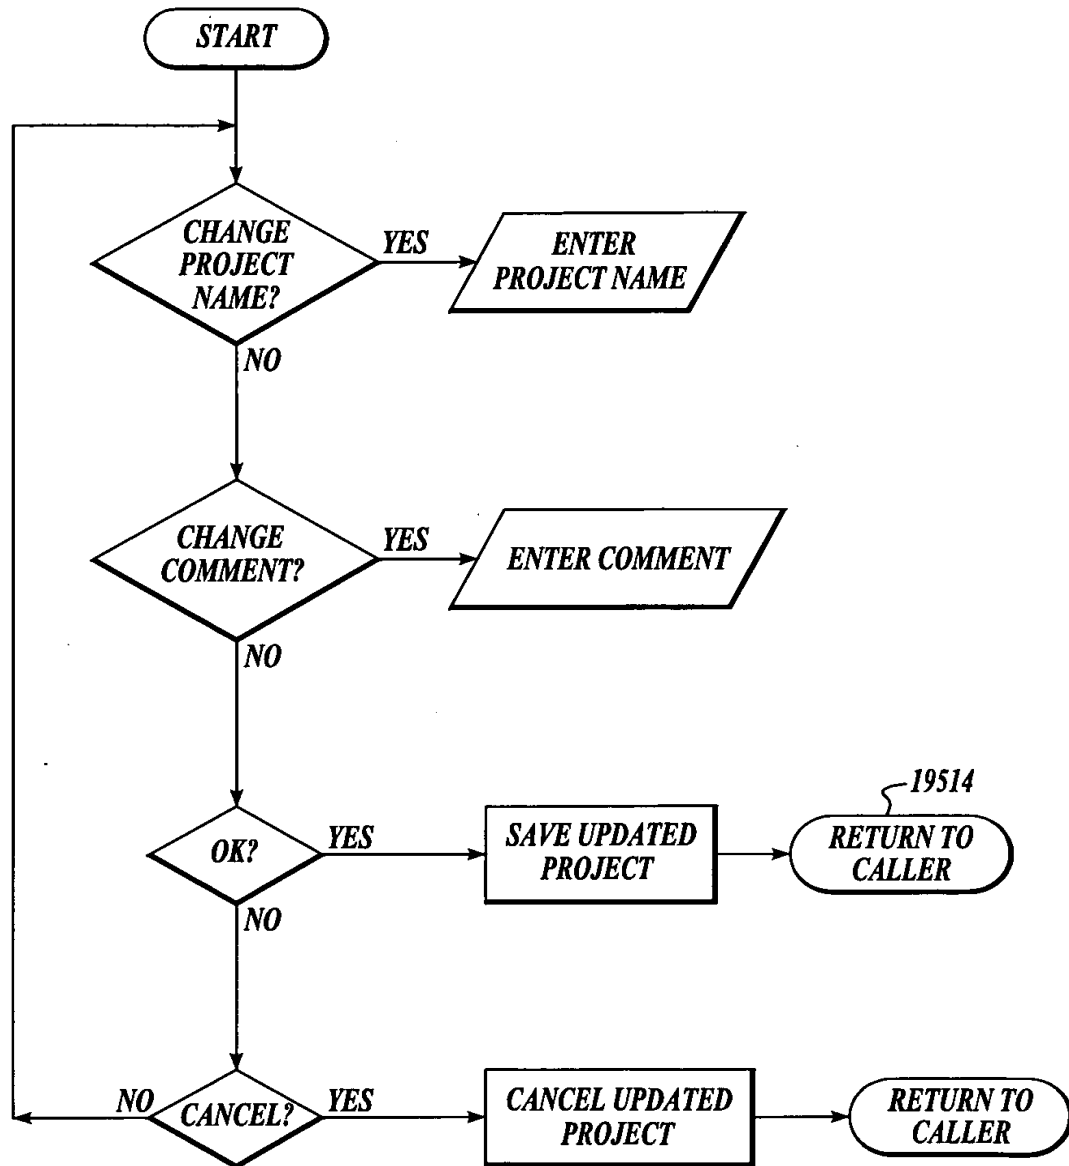 START
CHANGE
PROJECT
NAME?
YES
ENTER
PROJECT NAME
NO
CHANGE
COMMENT?
YES
ENTER COMMENT
NO
19514
OK?
YES
SAVE UPDATED
PROJECT
RETURN TO
CALLER
NO
NO
CANCEL?
YES
CANCEL UPDATED
PROJECT
RETURN TO
CALLER